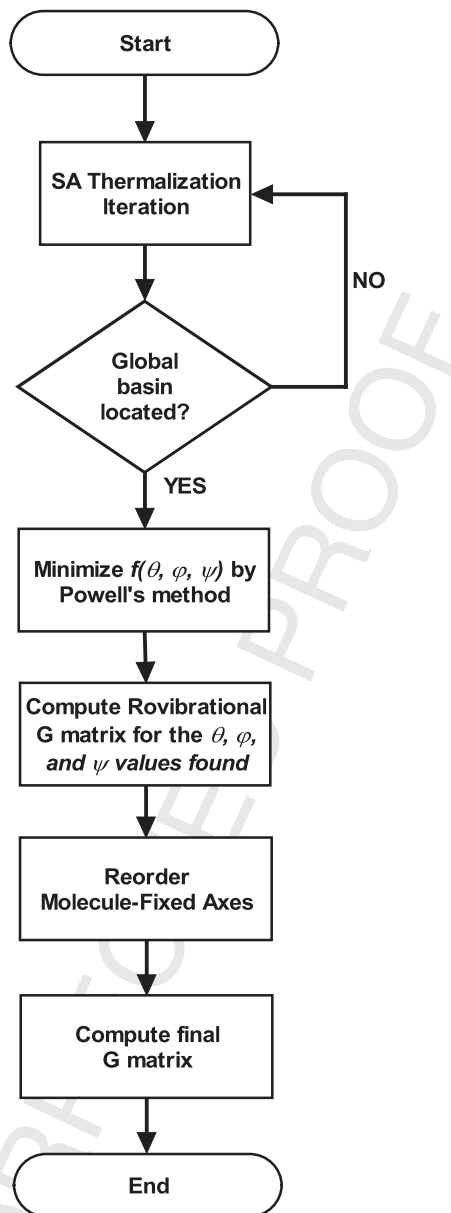 Start
SA Thermalization
Iteration
NO
Global
basin
located?
YES
Minimize f(θ, φ, ψ) by
Powell's method
Compute Rovibrational
G matrix for the θ, φ,
and ψ values found
Reorder
Molecule-Fixed Axes
Compute final
G matrix
End
PROOF